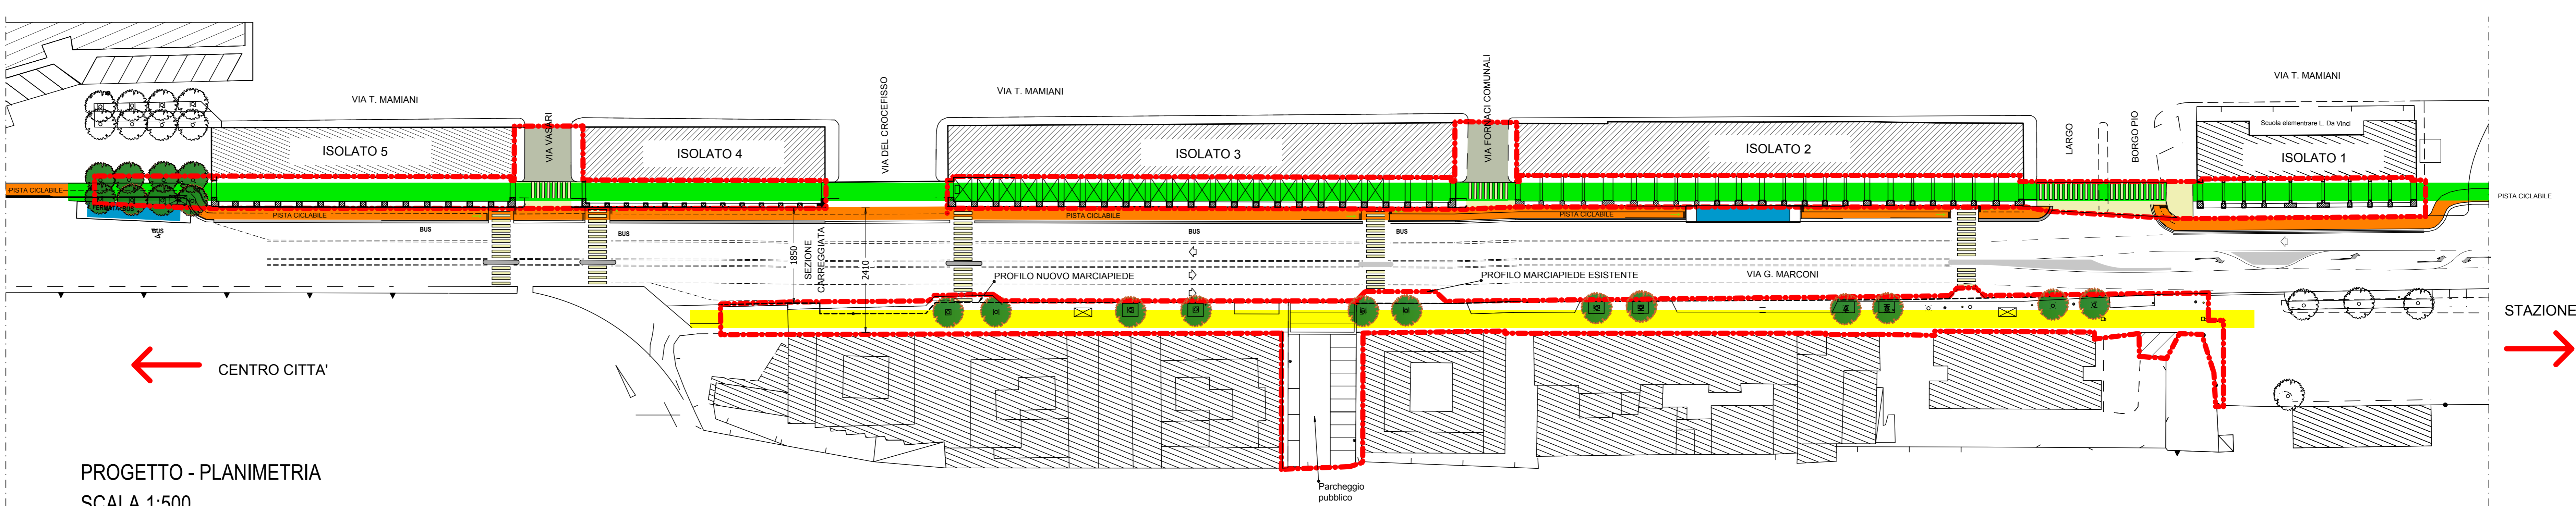 VIA T. MAMIANI
VIA T. MAMIANI
VIA T. MAMIANI
VIA VASARI
VIA DEL CROCEFISSO
VIA FORNACI COMUNALI
LARGO
BORGO PIO
Scuola elementrare L. Da Vinci
ISOLATO 5
ISOLATO 4
ISOLATO 3
ISOLATO 2
ISOLATO 1
PISTA CICLABILE
FERMATA BUS
PISTA CICLABILE
PISTA CICLABILE
PISTA CICLABILE
PISTA CICLABILE
BUS
BUS
BUS
BUS
BUS
1850
SEZIONE
CARREGGIATA
2410
PROFILO NUOVO MARCIAPIEDE
PROFILO MARCIAPIEDE ESISTENTE
VIA G. MARCONI
STAZIONE
CENTRO CITTA'
Parcheggio
pubblico
PROGETTO - PLANIMETRIA
SCALA 1:500